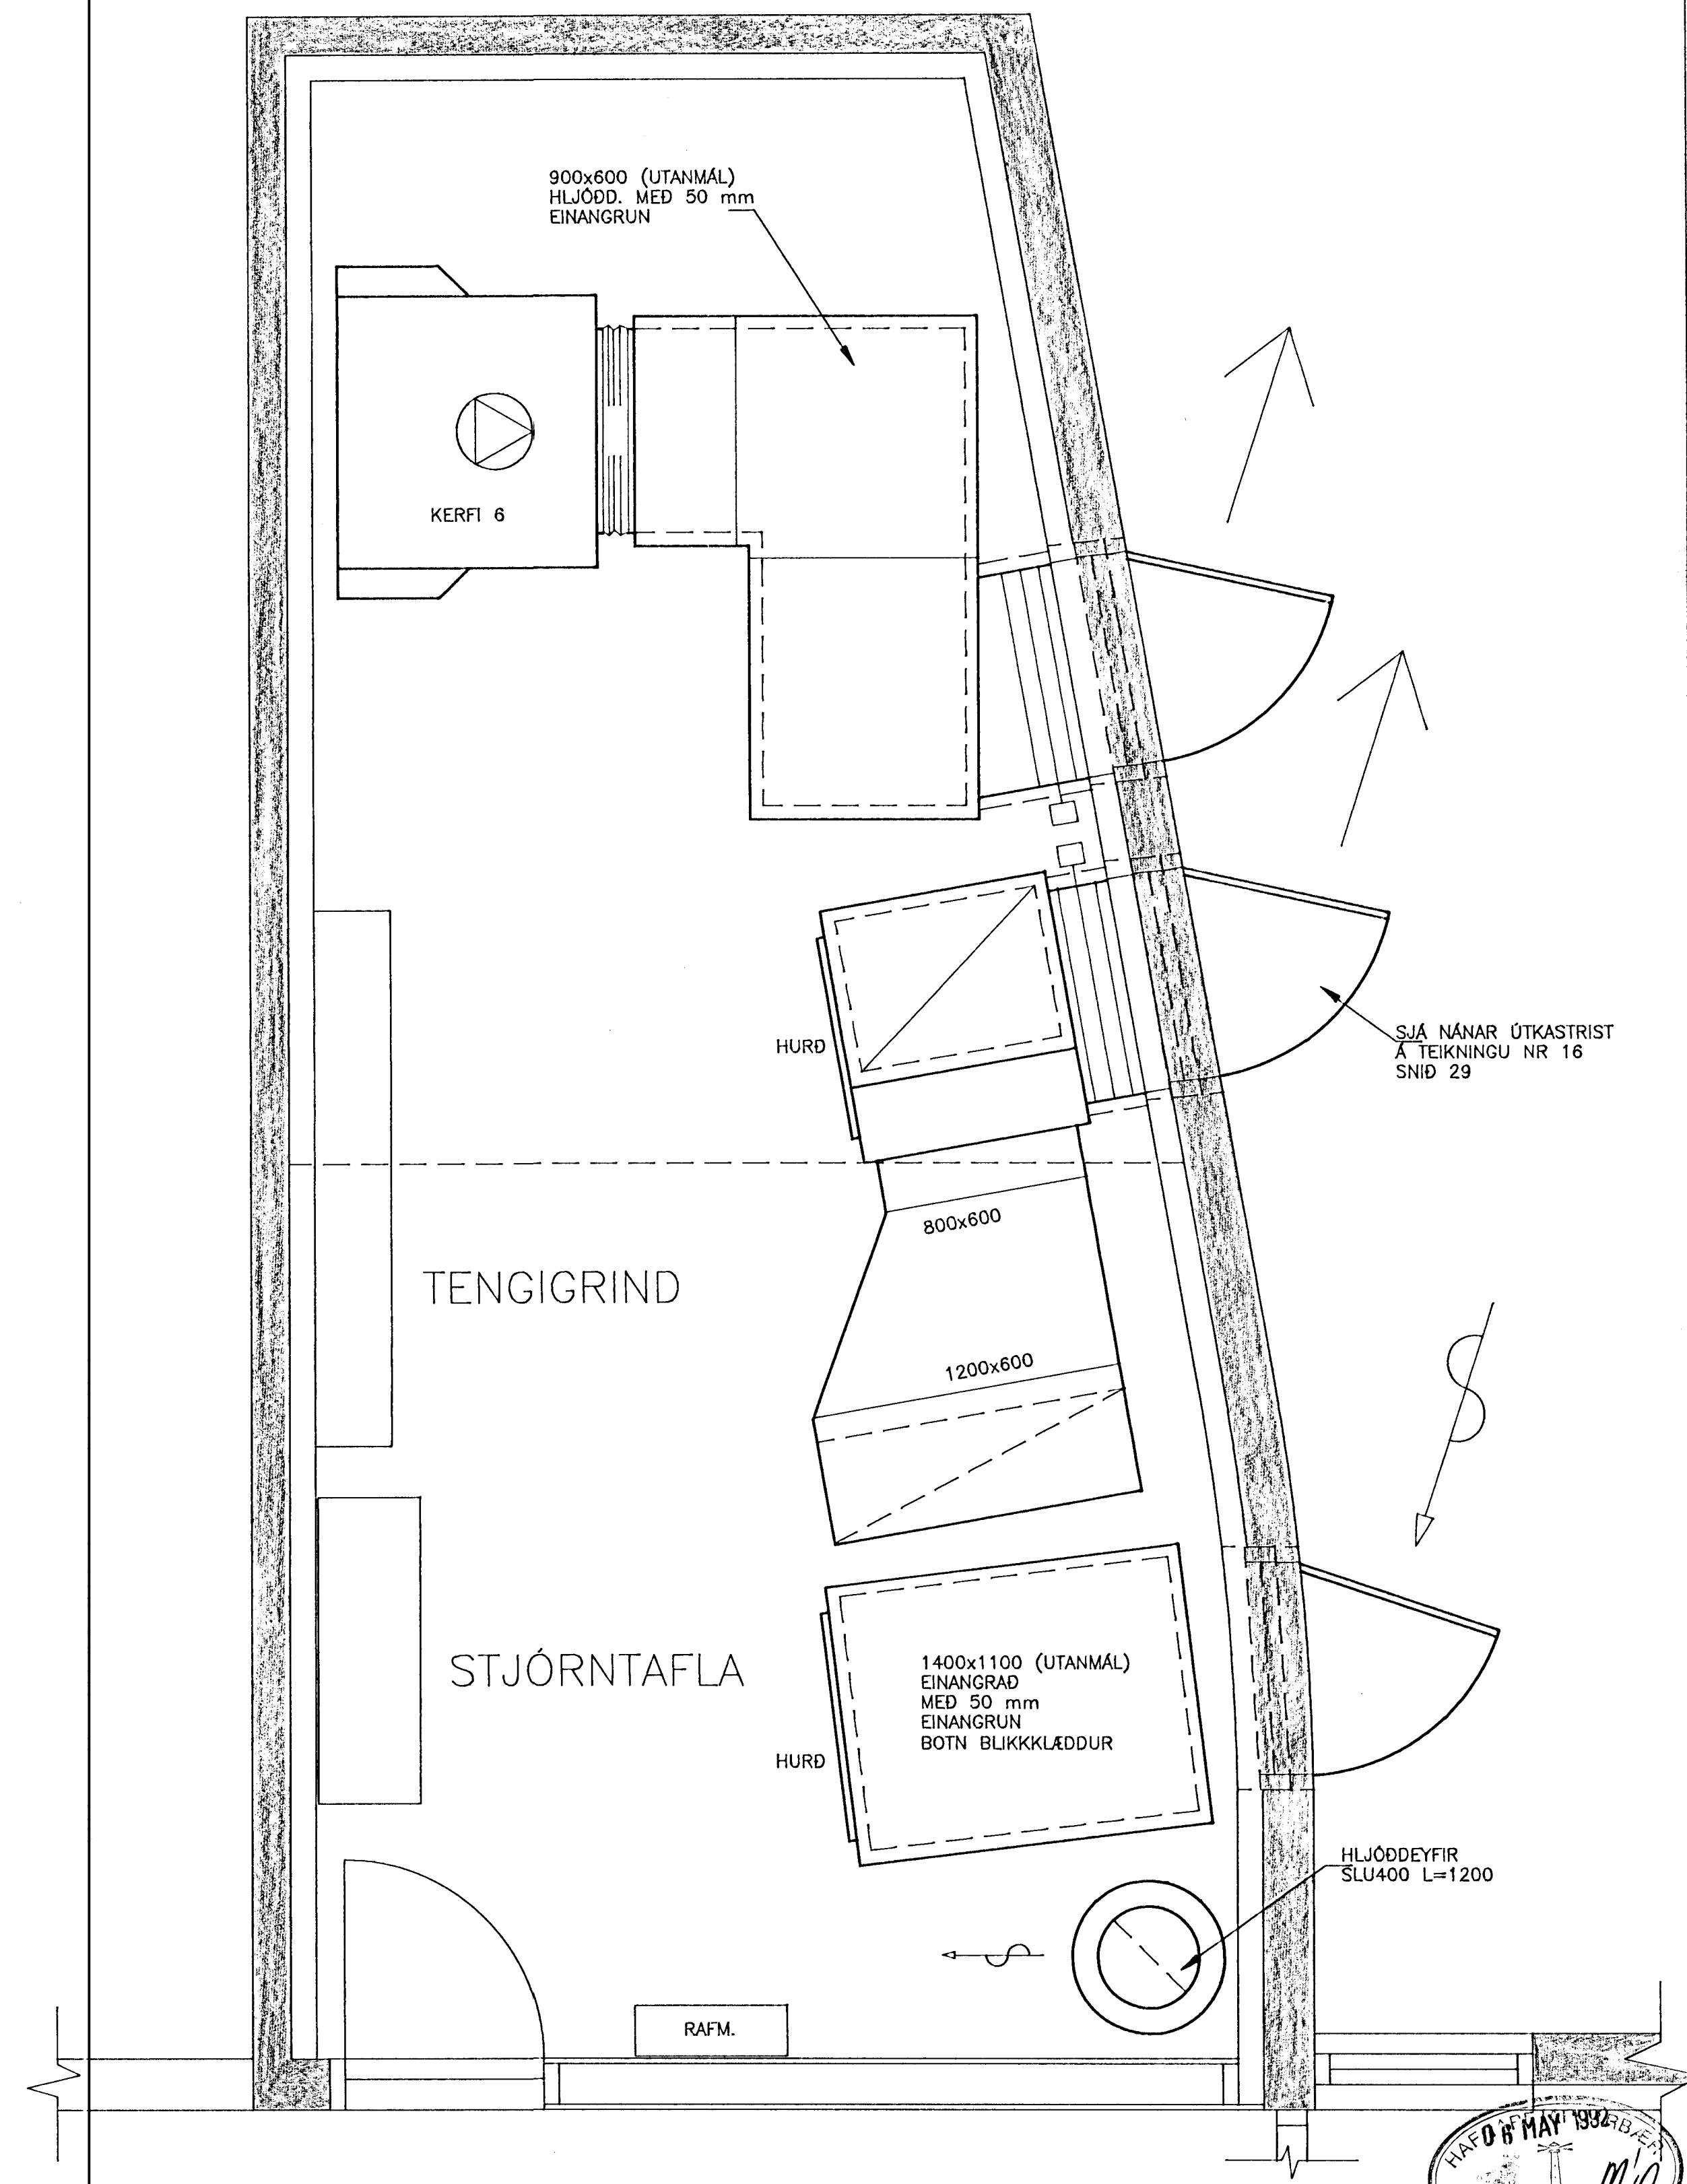 900x600 (UTANMÁL)
HLJÓÐD. MEÐ 50 mm
EINANGRUN
KERFI 6
HURÐ
SJÁ NÁNAR ÚTKASTRIST
Á TEIKNINGU NR 16
SNIÐ 29
800x600
TENGIGRIND
1200x600
STJÓRNTAFLA
1400x1100 (UTANMÁL)
EINANGRAÐ
MEÐ 50 mm
EINANGRUN
BOTN BLIKKKLÆDDUR
HURÐ
HLJÓÐDEYFIR
SLU400 L=1200
RAFM.
06 MAY 1992